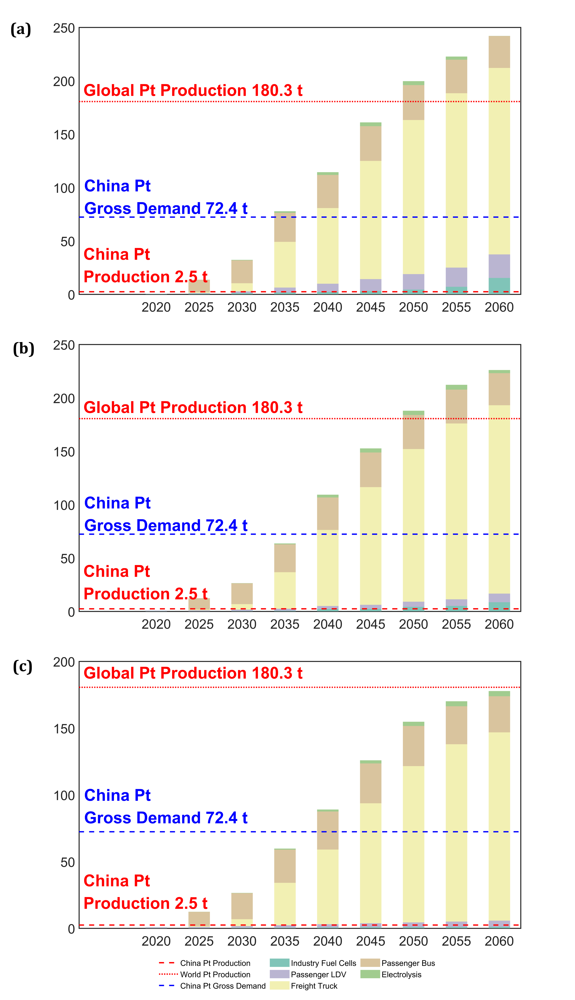 (a)
250
200
150
100
50
0
Global Pt Production 180.3 t
China Pt
Gross Demand 72.4 t
China Pt
Production 2.5 t
2020 2025 2030 2035 2040 2045 2050 2055 2060
(b)
250
200
150
100
50
0
Global Pt Production 180.3 t
China Pt
Gross Demand 72.4 t
China Pt
Production 2.5 t
2020 2025 2030 2035 2040 2045 2050 2055 2060
(c)
200
150
100
50
0
Global Pt Production 180.3 t
China Pt
Gross Demand 72.4 t
China Pt
Production 2.5 t
2020 2025 2030 2035 2040 2045 2050 2055 2060
China Pt Production
World Pt Production
China Pt Gross Demand
Industry Fuel Cells
Passenger LDV
Freight Truck
Passenger Bus
Electrolysis